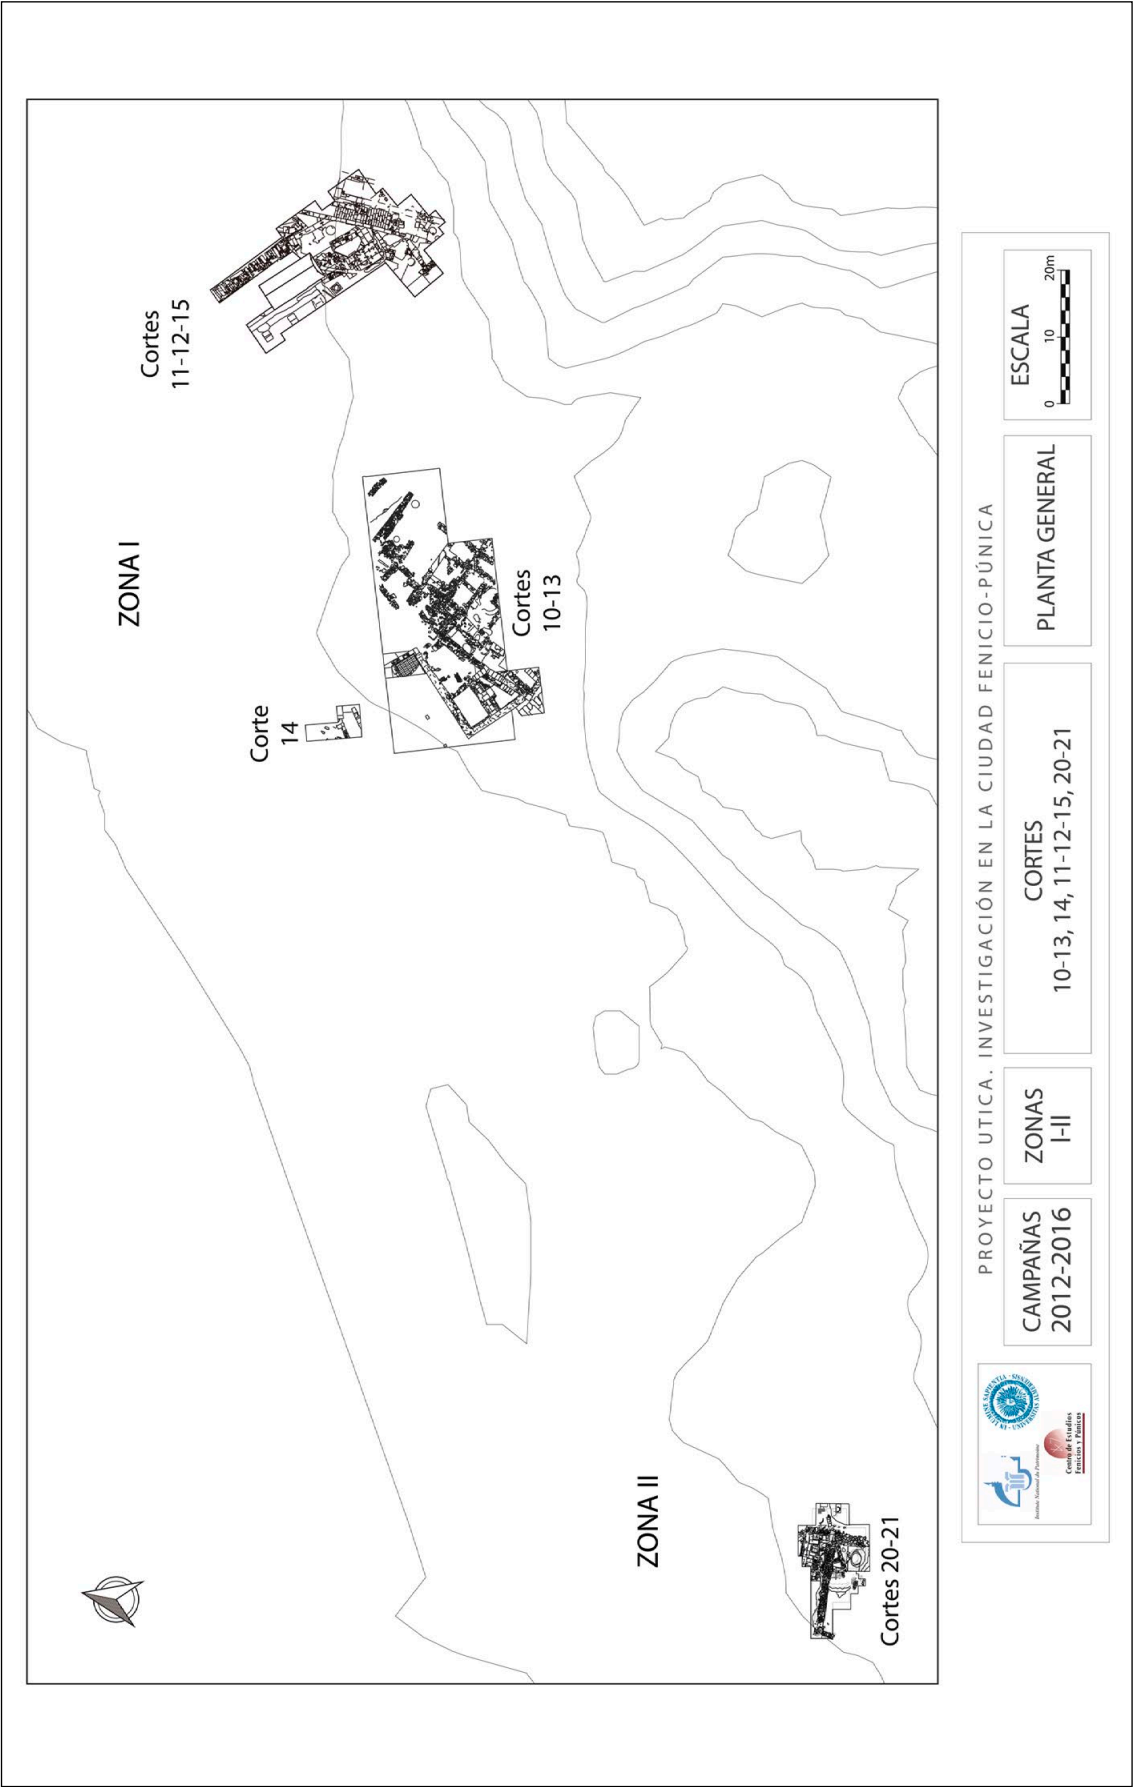 ZONA I
Cortes
11-12-15
Corte
14
Cortes
10-13
ZONA II
Cortes 20-21
PROYECTO UTICA. INVESTIGACIÓN EN LA CIUDAD FENICIO-PÚNICA
Centro de Estudios
Fenicios y Púnicos
CAMPAÑAS
2012-2016
ZONAS
I-II
CORTES
10-13, 14, 11-12-15, 20-21
PLANTA GENERAL
ESCALA
0 10 20m